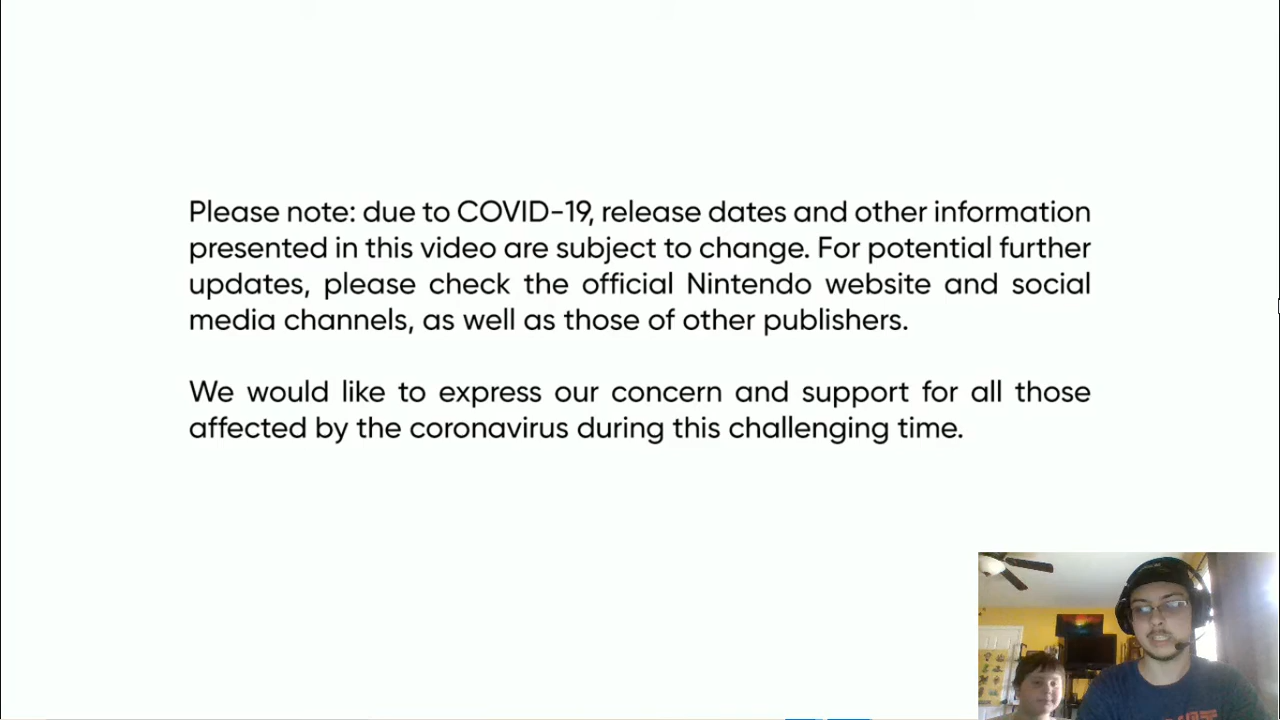 Please note: due to COVID-19, release dates and other information
presented in this video are subject to change. For potential further
updates, please check the official Nintendo website and social
media channels, as well as those of other publishers.
We would like to express our concern and support for all those
affected by the coronavirus during this challenging time.